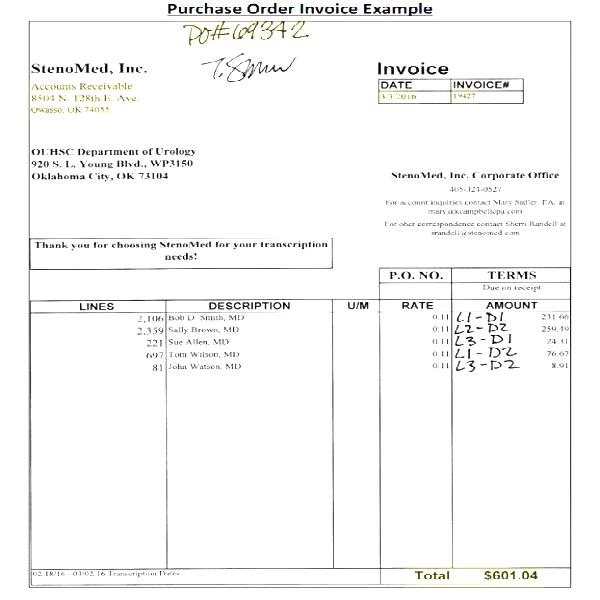 Purchase Order Invoice Example
PO#69342
T. Smith
StenoMed, Inc.
Accounts Receivable
8504 N. 128th E. Ave.
Owasso, OK 74055
Invoice
DATE INVOICE#
3/3/2016 19427
OUHSC Department of Urology
920 S. L. Young Blvd., WP3150
Oklahoma City, OK 73104
StenoMed, Inc. Corporate Office
405-324-0527
For account inquiries contact Mary Sadler, PA, at
mary@kcampbellcpa.com
For oher correspondence contact Sherri Randell at
srandell@stenomed.com
Thank you for choosing StenoMed for your transcription
needs!
P.O. NO. TERMS
Due on receipt
LINES DESCRIPTION U/M RATE AMOUNT
2,106 Bob D. Smith, MD 0.11 L1-D1 231.66
2,359 Sally Brown, MD 0.11 L2-D2 259.49
221 Sue Allen, MD 0.11 L3-D1 24.31
697 Tom Wilson, MD 0.11 L1-D2 76.67
81 John Watson, MD 0.11 L3-D2 8.91
02/18/16 - 03/02/16 Transcription Dates
Total $601.04